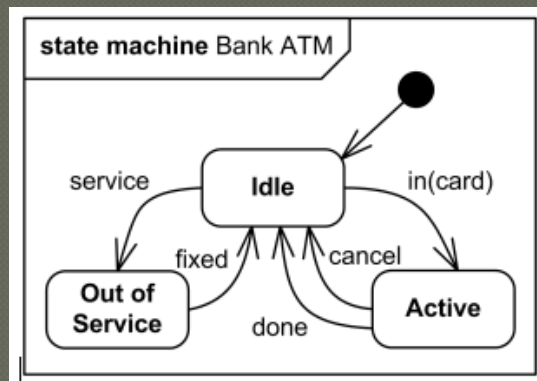 state machine Bank ATM
service
Idle
in(card)
fixed
cancel
Out of
Service
done
Active